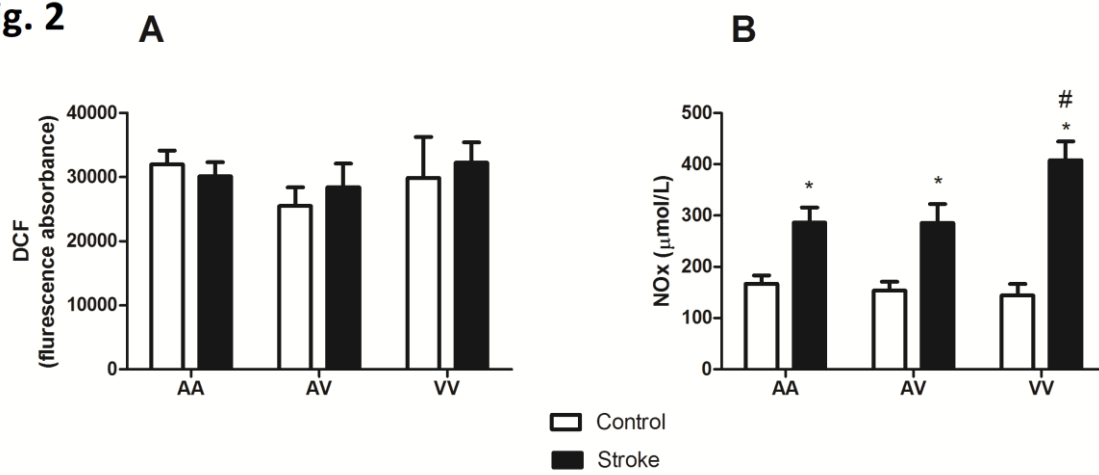 ig. 2
A
B
DCF
(flurescence absorbance)
40000
30000
20000
10000
0
AA
AV
VV
NOx (μmol/L)
500
400
300
200
100
0
*
*
#
*
AA
AV
VV
Control
Stroke